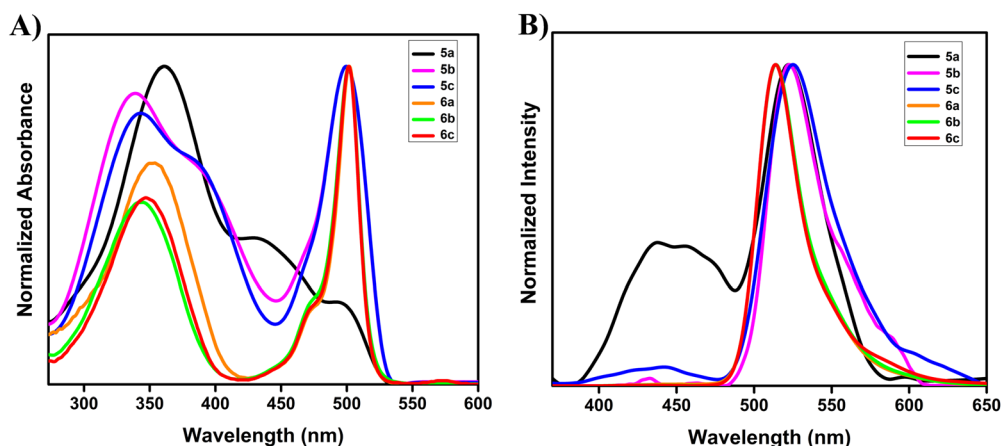 A)
Normalized Absorbance
5a
5b
5c
6a
6b
6c
300
350
400
450
500
550
600
Wavelength (nm)
B)
Normalized Intensity
5a
5b
5c
6a
6b
6c
400
450
500
550
600
650
Wavelength (nm)